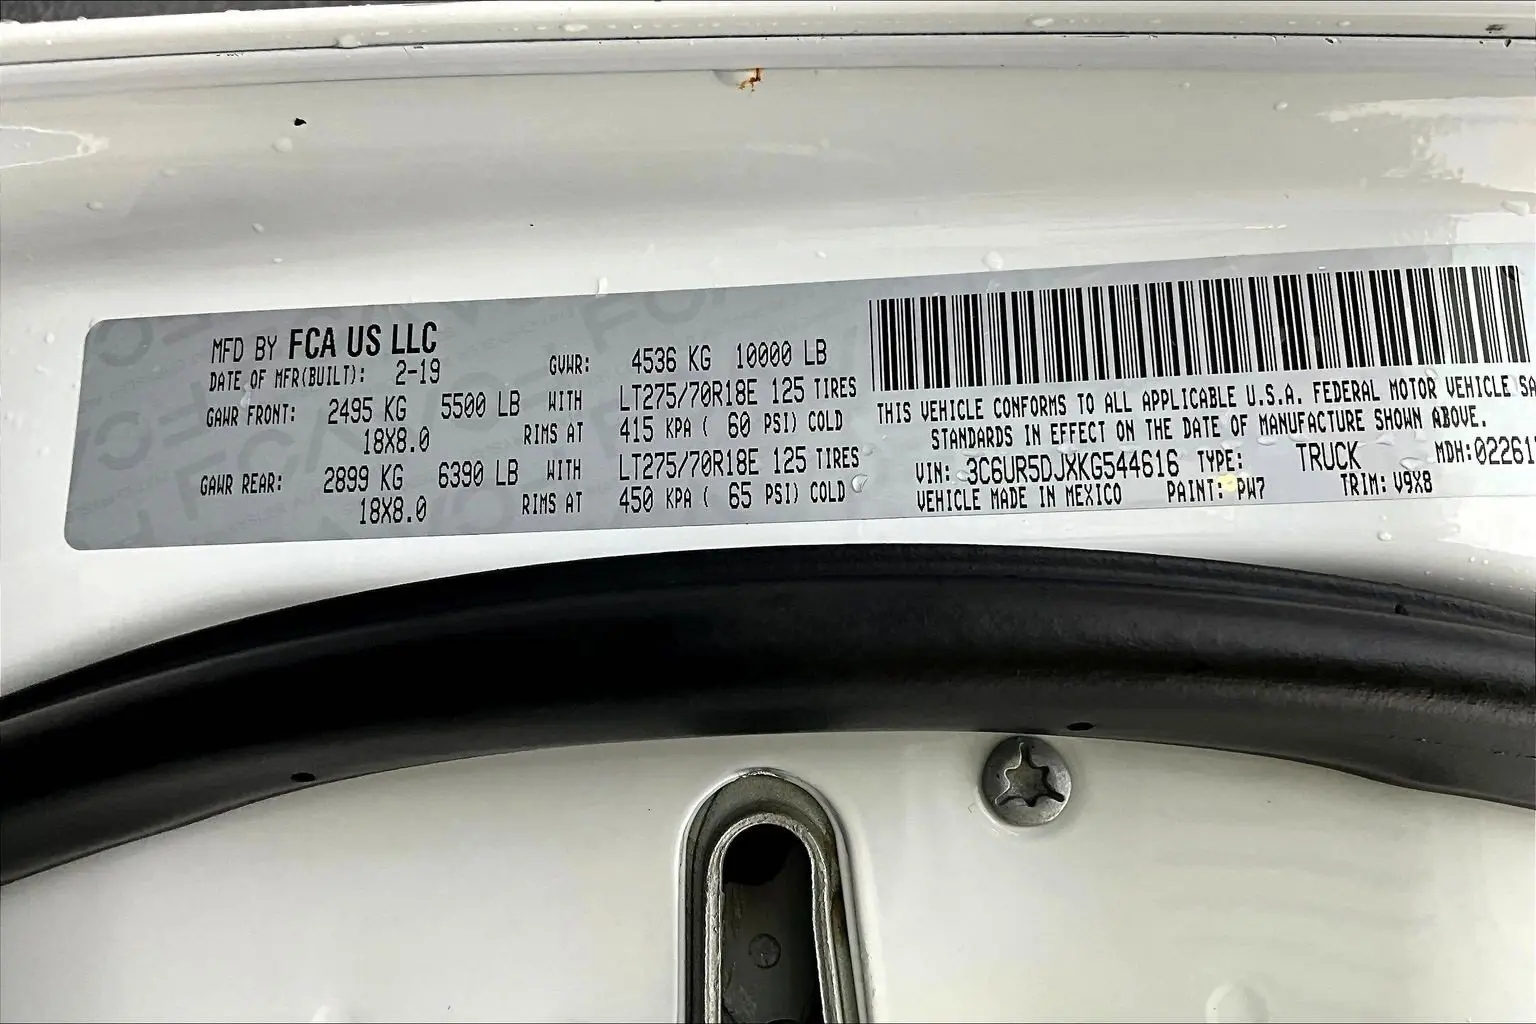 MFD BY FCA US LLC
DATE OF MFR(BUILT): 2-19 GVWR: 4536 KG 10000 LB
GAWR FRONT: 2495 KG 5500 LB WITH LT275/70R18E 125 TIRES
18X8.0 RIMS AT 415 KPA ( 60 PSI) COLD
GAWR REAR: 2899 KG 6390 LB WITH LT275/70R18E 125 TIRES
18X8.0 RIMS AT 450 KPA ( 65 PSI) COLD
THIS VEHICLE CONFORMS TO ALL APPLICABLE U.S.A. FEDERAL MOTOR VEHICLE
STANDARDS IN EFFECT ON THE DATE OF MANUFACTURE SHOWN ABOVE.
VIN: 3C6UR5DJXKG544616 TYPE: TRUCK MDH:
VEHICLE MADE IN MEXICO PAINT: PW7 TRIM: V9X8